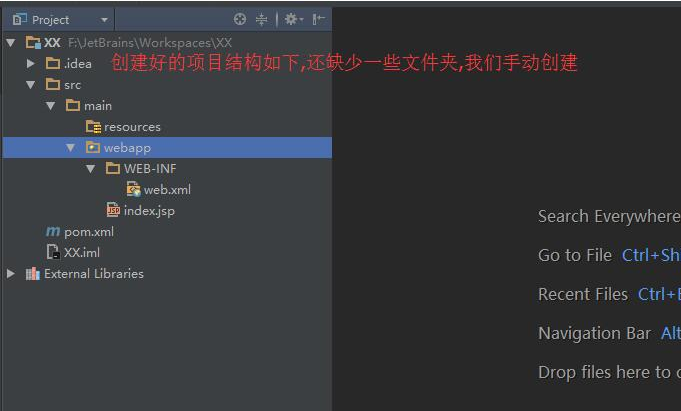 Project
XX F:\JetBrains\Workspaces\XX
.idea
创建好的项目结构如下,还缺少一些文件夹,我们手动创建
src
main
resources
webapp
WEB-INF
web.xml
JSP index.jsp
m pom.xml
XX.iml
External Libraries
Search Everywhere
Go to File Ctrl+Sh
Recent Files Ctrl+E
Navigation Bar Alt
Drop files here to